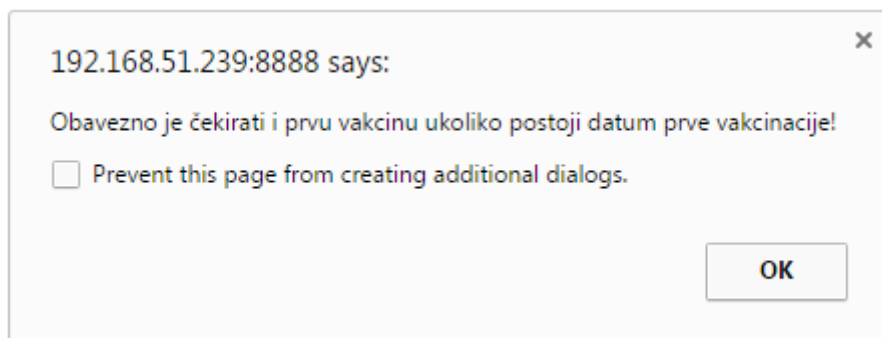 192.168.51.239:8888 says:
Obavezno je čekirati i prvu vakcinu ukoliko postoji datum prve vakcinacije!
Prevent this page from creating additional dialogs.
OK